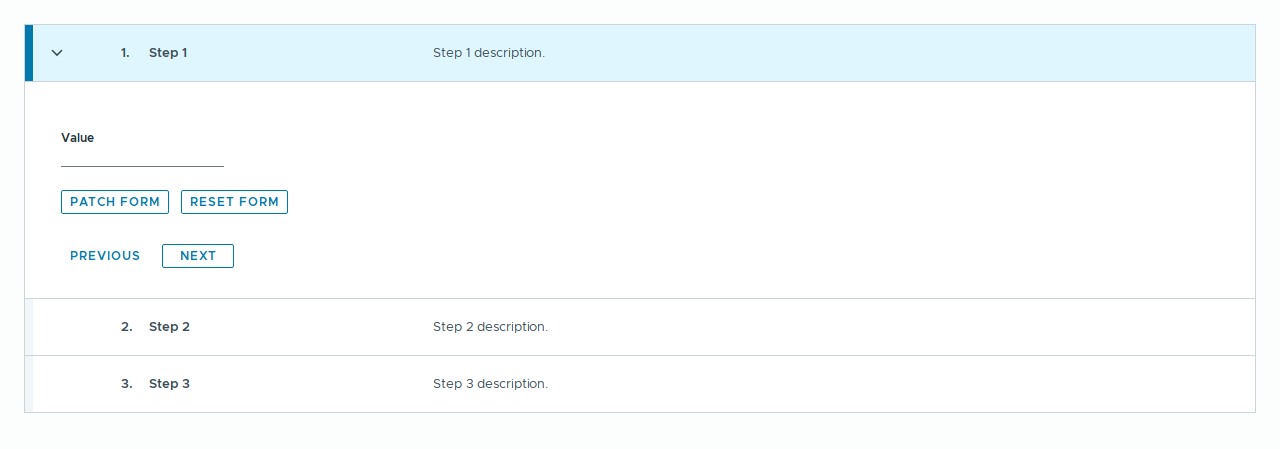 1. Step 1 Step 1 description.
Value
PATCH FORM RESET FORM
PREVIOUS NEXT
2. Step 2 Step 2 description.
3. Step 3 Step 3 description.